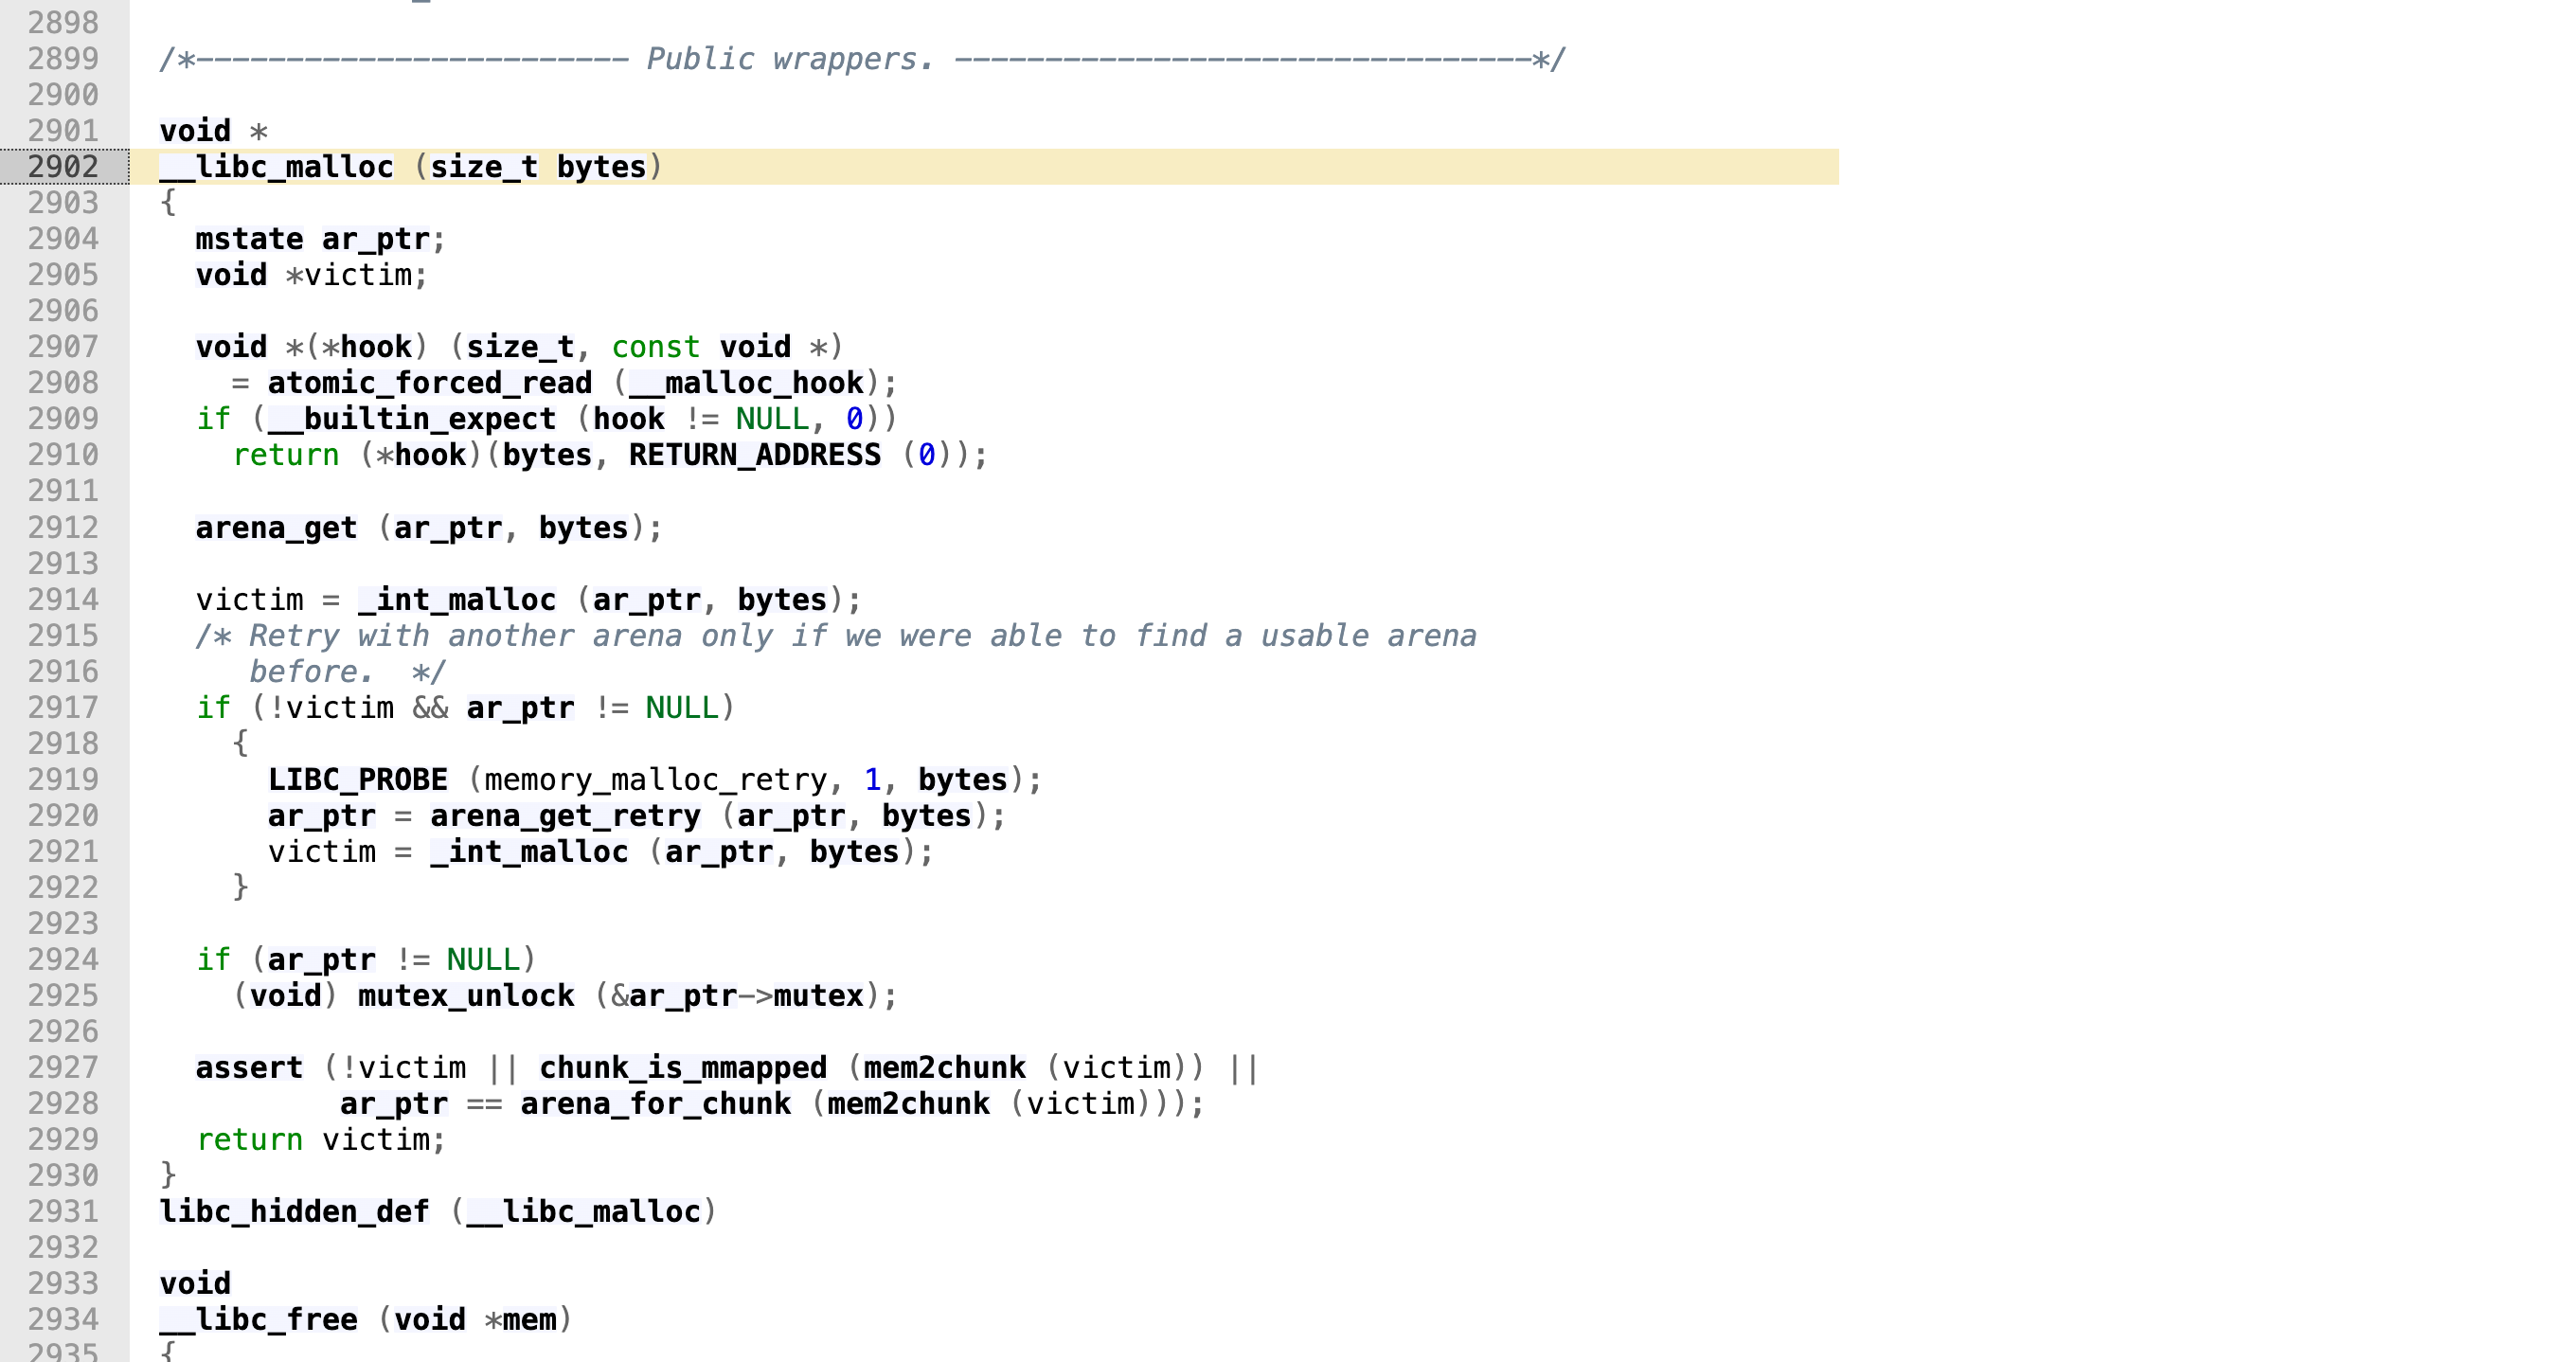 2898
2899 /*------------------------ Public wrappers. --------------------------------*/
2900
2901 void *
2902 __libc_malloc (size_t bytes)
2903 {
2904   mstate ar_ptr;
2905   void *victim;
2906
2907   void *(*hook) (size_t, const void *)
2908     = atomic_forced_read (__malloc_hook);
2909   if (__builtin_expect (hook != NULL, 0))
2910     return (*hook)(bytes, RETURN_ADDRESS (0));
2911
2912   arena_get (ar_ptr, bytes);
2913
2914   victim = _int_malloc (ar_ptr, bytes);
2915   /* Retry with another arena only if we were able to find a usable arena
2916      before.  */
2917   if (!victim && ar_ptr != NULL)
2918     {
2919       LIBC_PROBE (memory_malloc_retry, 1, bytes);
2920       ar_ptr = arena_get_retry (ar_ptr, bytes);
2921       victim = _int_malloc (ar_ptr, bytes);
2922     }
2923
2924   if (ar_ptr != NULL)
2925     (void) mutex_unlock (&ar_ptr->mutex);
2926
2927   assert (!victim || chunk_is_mmapped (mem2chunk (victim)) ||
2928           ar_ptr == arena_for_chunk (mem2chunk (victim)));
2929   return victim;
2930 }
2931 libc_hidden_def (__libc_malloc)
2932
2933 void
2934 __libc_free (void *mem)
2935 {